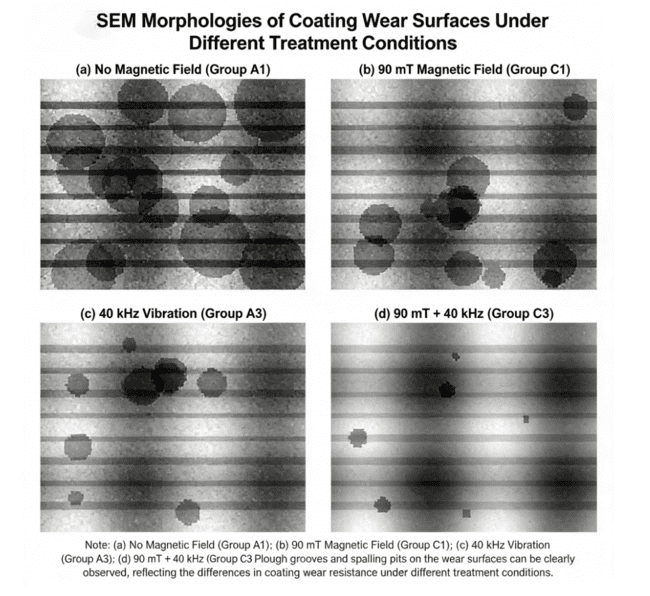 SEM Morphologies of Coating Wear Surfaces Under
Different Treatment Conditions
(a) No Magnetic Field (Group A1)
(b) 90 mT Magnetic Field (Group C1)
(c) 40 kHz Vibration (Group A3)
(d) 90 mT + 40 kHz (Group C3)
Note: (a) No Magnetic Field (Group A1); (b) 90 mT Magnetic Field (Group C1); (c) 40 kHz Vibration
(Group A3); (d) 90 mT + 40 kHz (Group C3 Plough grooves and spalling pits on the wear surfaces can be clearly
observed, reflecting the differences in coating wear resistance under different treatment conditions.